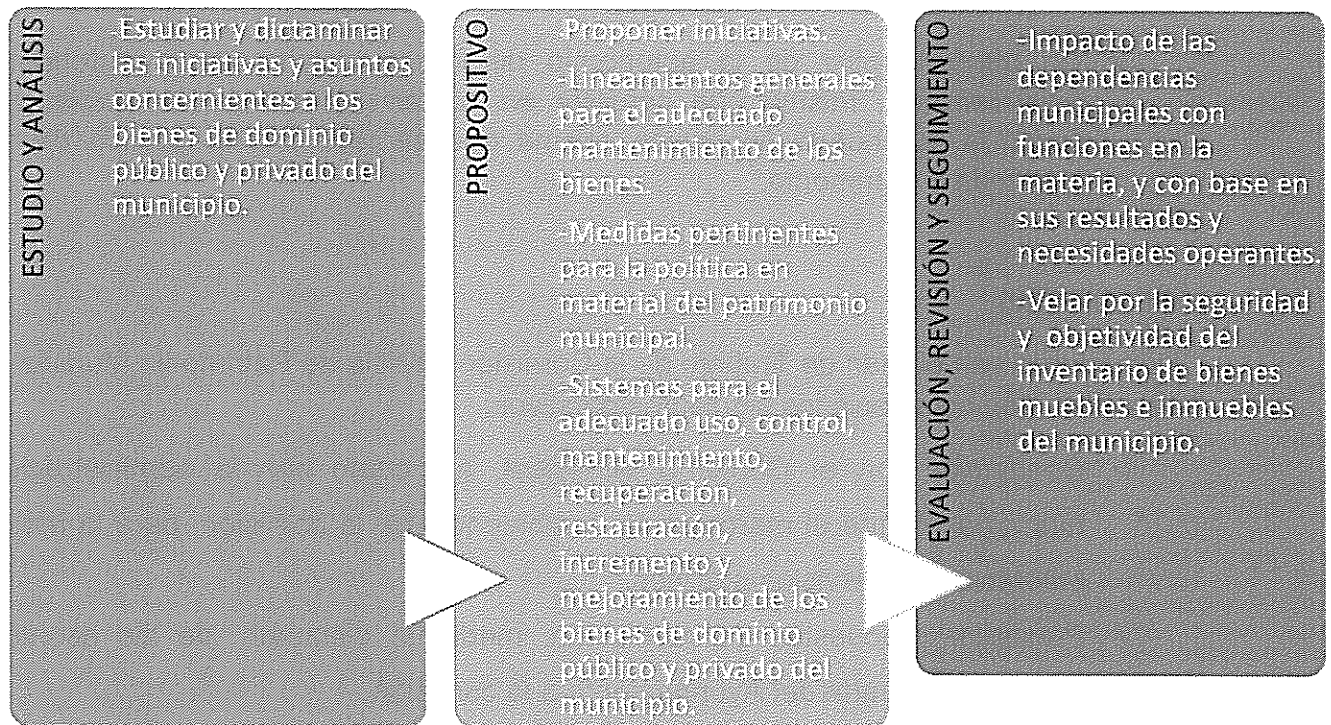 ESTUDIO Y ANÁLISIS
-Estudiar y dictaminar
las iniciativas y asuntos
concernientes a los
bienes de dominio
público y privado del
municipio.
PROPOSITIVO
-Proponer iniciativas.
-Lineamientos generales
para el adecuado
mantenimiento de los
bienes.
-Medidas pertinentes
para la política en
material del patrimonio
municipal.
-Sistemas para el
adecuado uso, control,
mantenimiento,
recuperación,
restauración,
incremento y
mejoramiento de los
bienes de dominio
público y privado del
municipio.
EVALUACIÓN, REVISIÓN Y SEGUIMIENTO
-Impacto de las
dependencias
municipales con
funciones en la
materia, y con base en
sus resultados y
necesidades operantes.
-Velar por la seguridad
y objetividad del
inventario de bienes
muebles e inmuebles
del municipio.